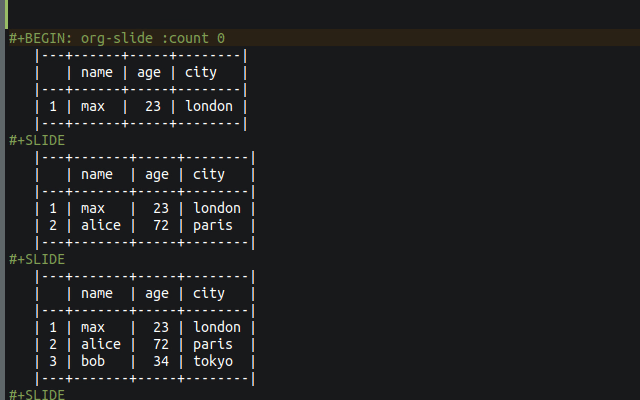 #+BEGIN: org-slide :count 0
   |---+------+-----+--------|
   |   | name | age | city   |
   |---+------+-----+--------|
   | 1 | max  |  23 | london |
   |---+------+-----+--------|
#+SLIDE
   |---+-------+-----+--------|
   |   | name  | age | city   |
   |---+-------+-----+--------|
   | 1 | max   |  23 | london |
   | 2 | alice |  72 | paris  |
   |---+-------+-----+--------|
#+SLIDE
   |---+-------+-----+--------|
   |   | name  | age | city   |
   |---+-------+-----+--------|
   | 1 | max   |  23 | london |
   | 2 | alice |  72 | paris  |
   | 3 | bob   |  34 | tokyo  |
   |---+-------+-----+--------|
#+SLIDE